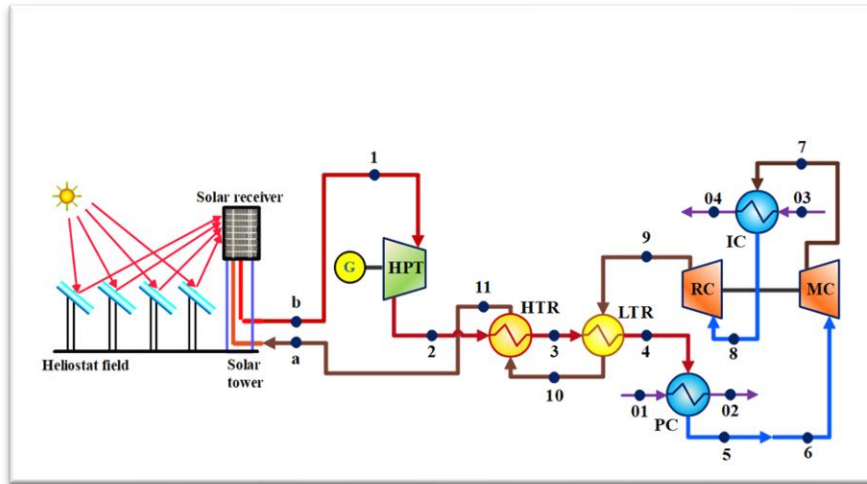 1
7
Solar receiver
04
03
IC
9
G
HPT
11
HTR
LTR
RC
MC
b
a
2
3
4
8
Heliostat field
Solar
tower
10
01
02
PC
5
6